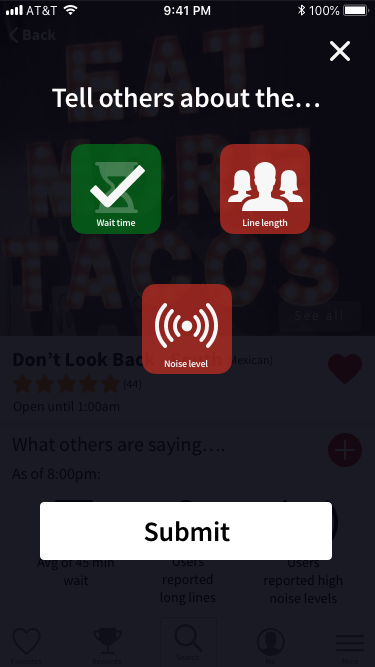 AT&T 9:41 PM 100%
Back
EAT
MORE
TACOS
Tell others about the...
Wait time
Line length
Noise level
See all
Don't Look Back (Mexican)
(44)
Open until 1:00am
What others are saying....
As of 8:00pm:
Submit
Avg of 45 min
wait
Users
reported
long lines
Users
reported high
noise levels